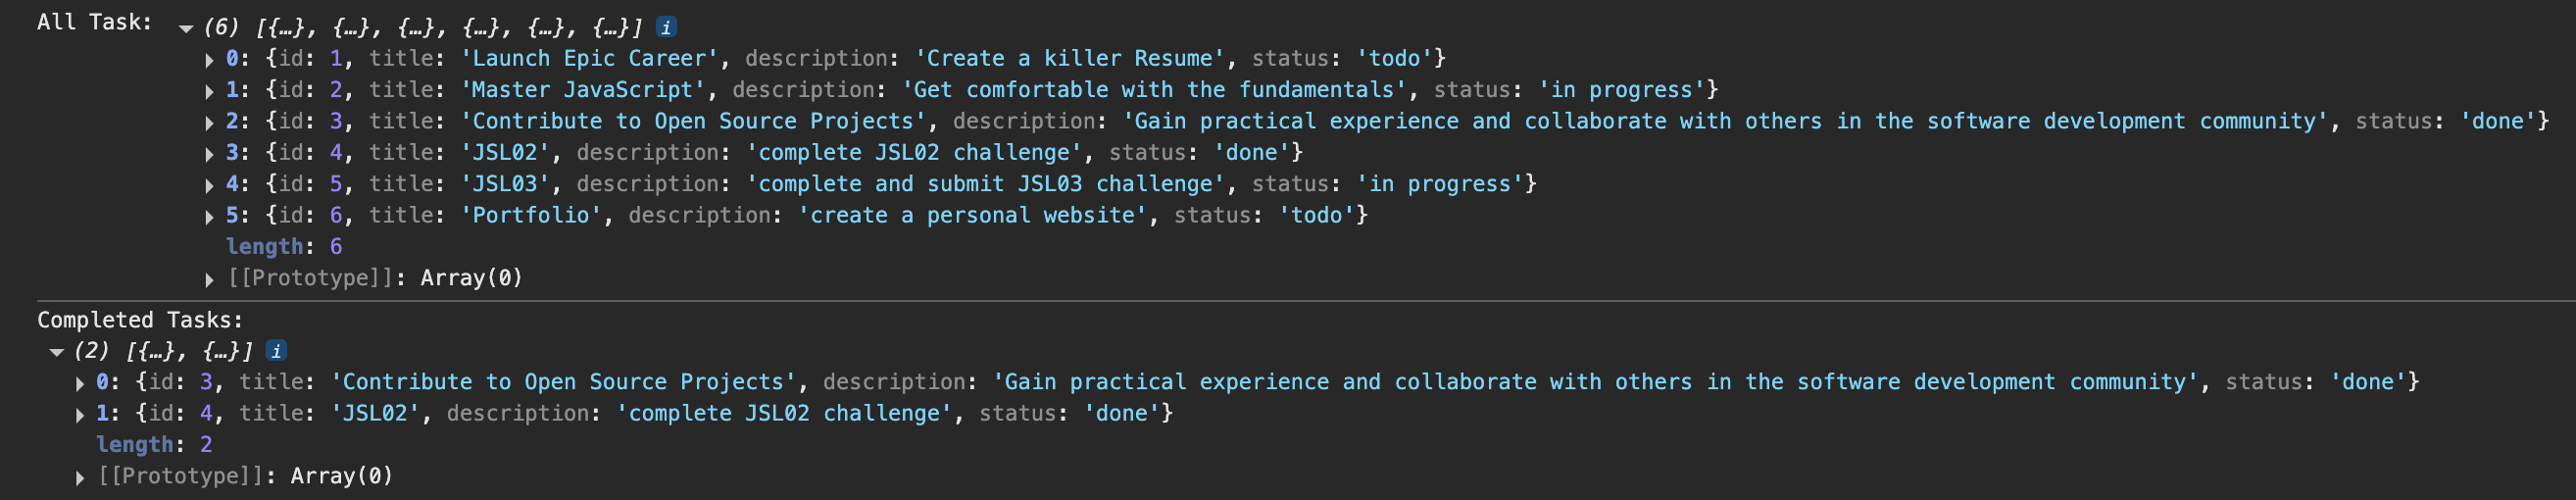 All Task: (6) [{…}, {…}, {…}, {…}, {…}, {…}] i
0: {id: 1, title: 'Launch Epic Career', description: 'Create a killer Resume', status: 'todo'}
1: {id: 2, title: 'Master JavaScript', description: 'Get comfortable with the fundamentals', status: 'in progress'}
2: {id: 3, title: 'Contribute to Open Source Projects', description: 'Gain practical experience and collaborate with others in the software development community', status: 'done'}
3: {id: 4, title: 'JSL02', description: 'complete JSL02 challenge', status: 'done'}
4: {id: 5, title: 'JSL03', description: 'complete and submit JSL03 challenge', status: 'in progress'}
5: {id: 6, title: 'Portfolio', description: 'create a personal website', status: 'todo'}
length: 6
[[Prototype]]: Array(0)
Completed Tasks:
(2) [{…}, {…}] i
0: {id: 3, title: 'Contribute to Open Source Projects', description: 'Gain practical experience and collaborate with others in the software development community', status: 'done'}
1: {id: 4, title: 'JSL02', description: 'complete JSL02 challenge', status: 'done'}
length: 2
[[Prototype]]: Array(0)